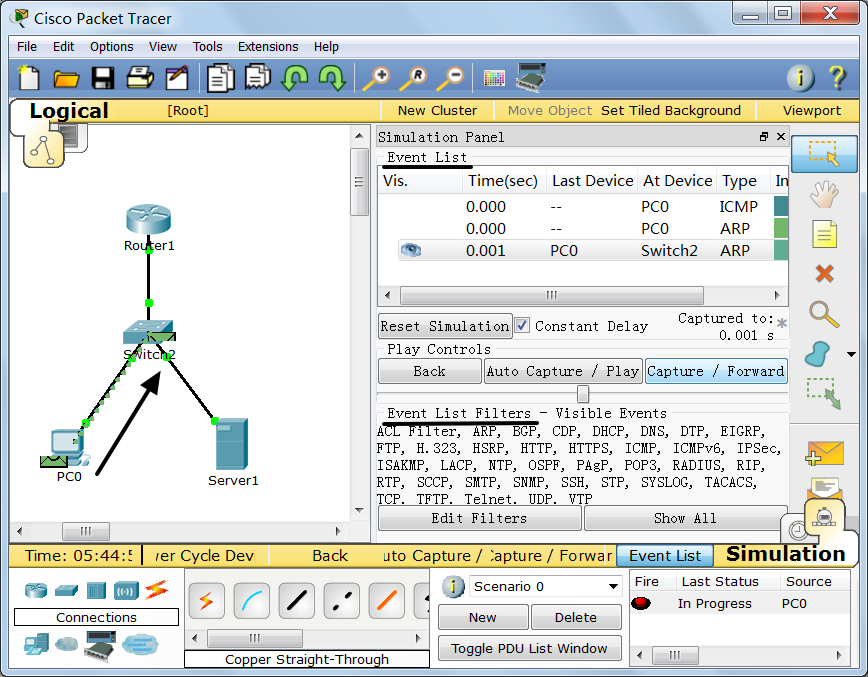 Cisco Packet Tracer
File Edit Options View Tools Extensions Help
Logical [Root] New Cluster Move Object Set Tiled Background Viewport
Simulation Panel
Event List
Vis. Time(sec) Last Device At Device Type In
0.000 -- PC0 ICMP
0.000 -- PC0 ARP
0.001 PC0 Switch2 ARP
Router1
Switch2
PC0
Server1
Reset Simulation Constant Delay Captured to: *
0.001 s
Play Controls
Back Auto Capture / Play Capture / Forward
Event List Filters - Visible Events
ACL Filter, ARP, BGP, CDP, DHCP, DNS, DTP, EIGRP,
FTP, H.323, HSRP, HTTP, HTTPS, ICMP, ICMPv6, IPSec,
ISAKMP, LACP, NTP, OSPF, PAgP, POP3, RADIUS, RIP,
RTP, SCCP, SMTP, SNMP, SSH, STP, SYSLOG, TACACS,
TCP, TFTP, Telnet, UDP, VTP
Edit Filters Show All
Time: 05:44:5 er Cycle Dev Back uto Capture / Capture / Forwar Event List Simulation
Connections
Copper Straight-Through
Scenario 0
New Delete
Toggle PDU List Window
Fire Last Status Source
In Progress PC0